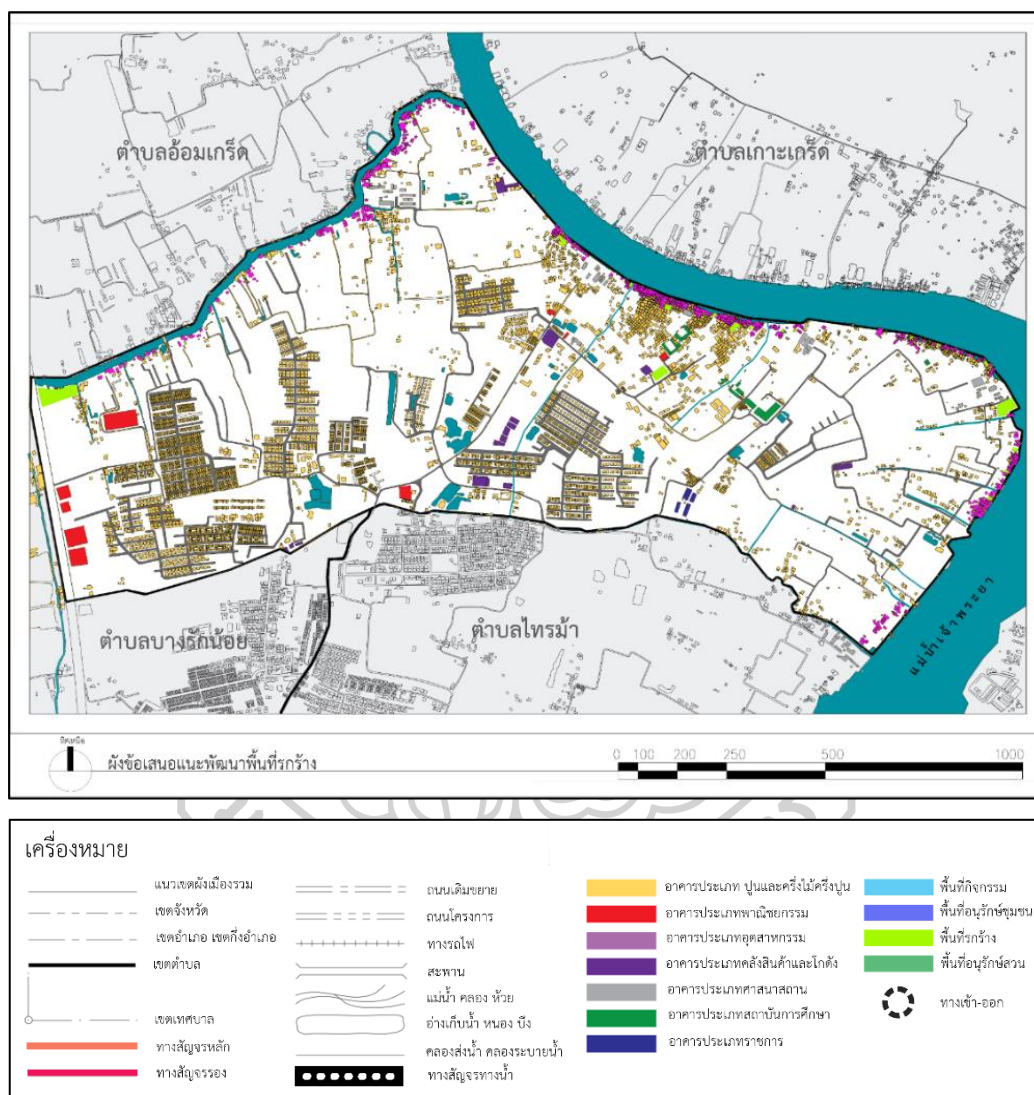 ตำบลอ้อมเกร็ด
ตำบลเกาะเกร็ด
ตำบลบางรักน้อย
ตำบลไทรม้า
แม่น้ำเจ้าพระยา
ทิศเหนือ
ผังข้อเสนอแนะพัฒนาพื้นที่รกร้าง
0 100 200 250 500 1000
เครื่องหมาย
แนวเขตผังเมืองรวม
เขตจังหวัด
เขตอำเภอ เขตกิ่งอำเภอ
เขตตำบล
เขตเทศบาล
ทางสัญจรหลัก
ทางสัญจรรอง
ถนนเดิมขยาย
ถนนโครงการ
ทางรถไฟ
สะพาน
แม่น้ำ คลอง ห้วย
อ่างเก็บน้ำ หนอง บึง
คลองส่งน้ำ คลองระบายน้ำ
ทางสัญจรทางน้ำ
อาคารประเภท ปูนและครึ่งไม้ครึ่งปูน
อาคารประเภทพาณิชยกรรม
อาคารประเภทอุตสาหกรรม
อาคารประเภทคลังสินค้าและโกดัง
อาคารประเภทศาสนาสถาน
อาคารประเภทสถาบันการศึกษา
อาคารประเภทราชการ
พื้นที่กิจกรรม
พื้นที่อนุรักษ์ชุมชน
พื้นที่รกร้าง
พื้นที่อนุรักษ์สวน
ทางเข้า-ออก